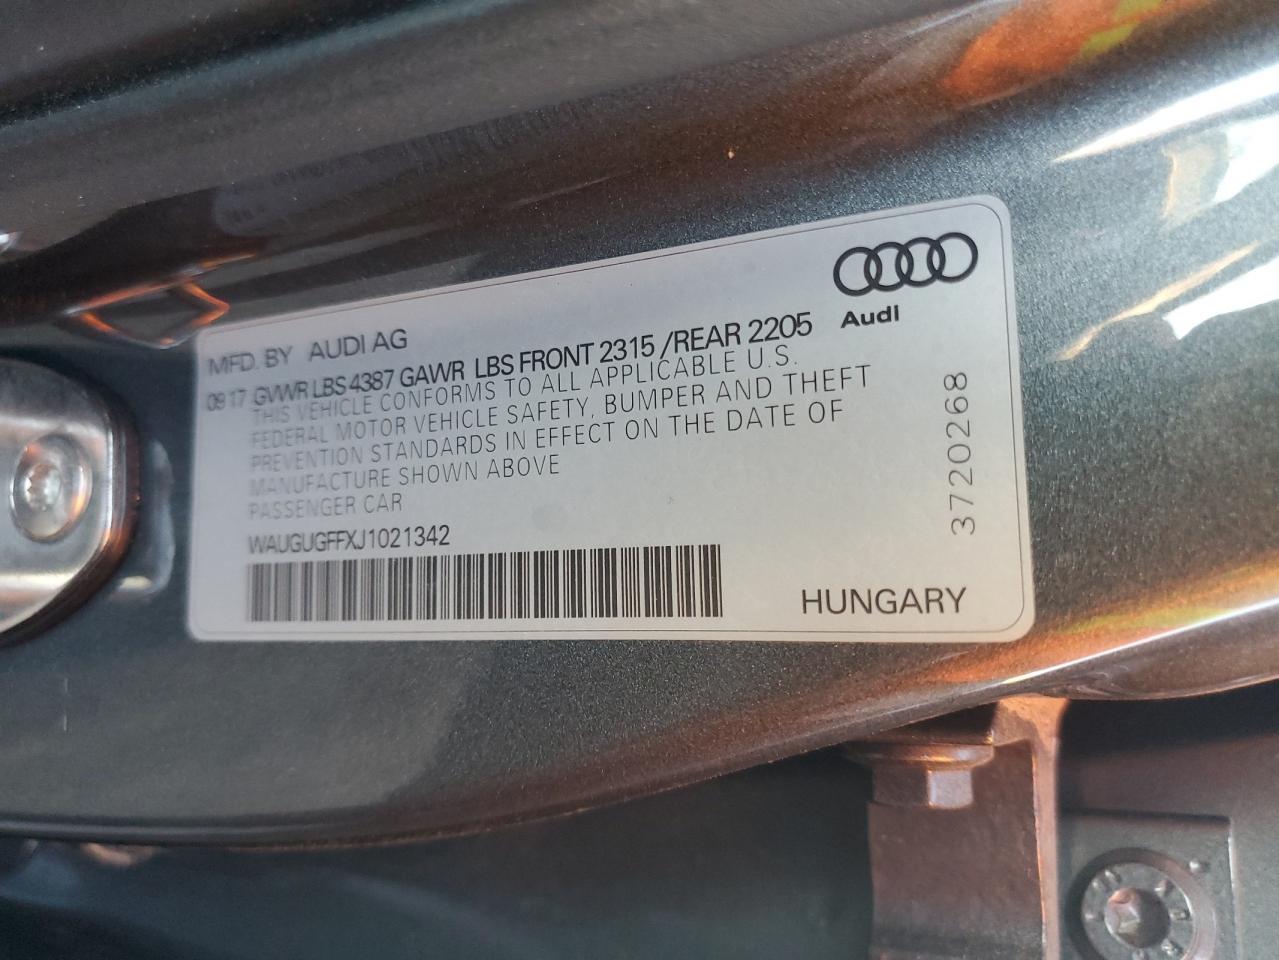 MFD. BY AUDI AG
09 17 GVWR LBS 4387 GAWR LBS FRONT 2315 /REAR 2205
THIS VEHICLE CONFORMS TO ALL APPLICABLE U.S.
FEDERAL MOTOR VEHICLE SAFETY, BUMPER AND THEFT
PREVENTION STANDARDS IN EFFECT ON THE DATE OF
MANUFACTURE SHOWN ABOVE
PASSENGER CAR
WAUGUGFFXJ1021342
Audi
3720268
HUNGARY